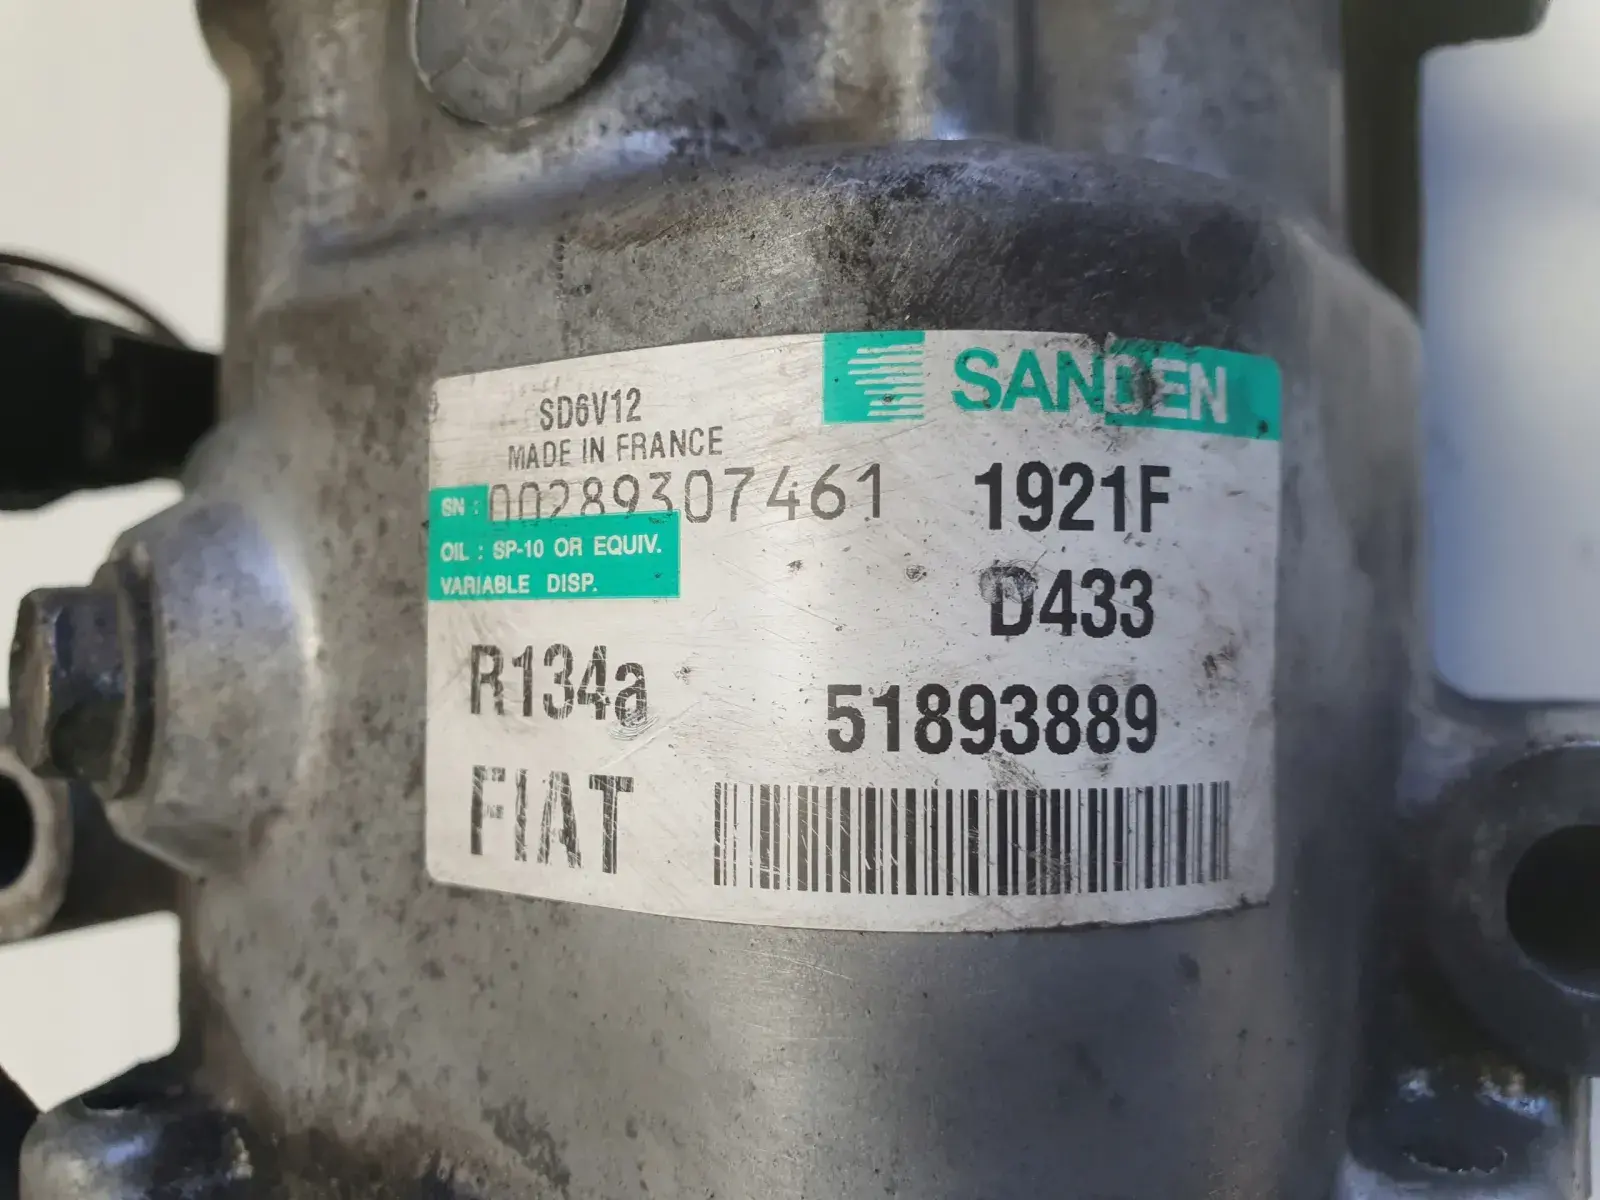 SANDEN
SD6V12
MADE IN FRANCE
SN : 00289307461
1921F
OIL : SP-10 OR EQUIV.
VARIABLE DISP.
D433
R134a
51893889
FIAT